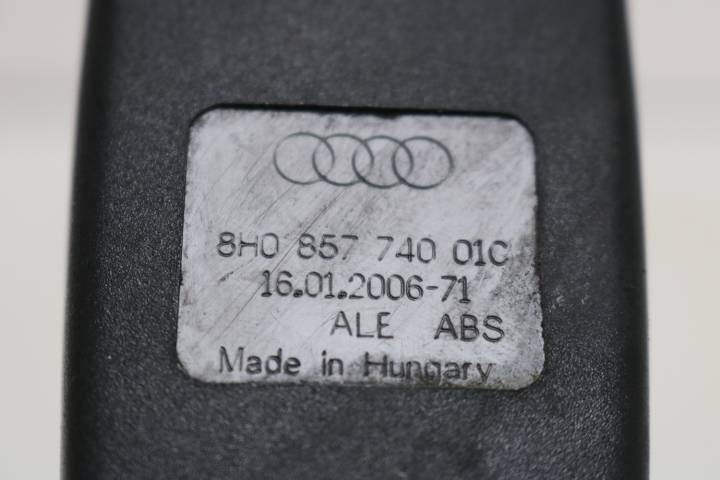 8H0 857 740 01C
16.01.2006-71
ALE ABS
Made in Hungary